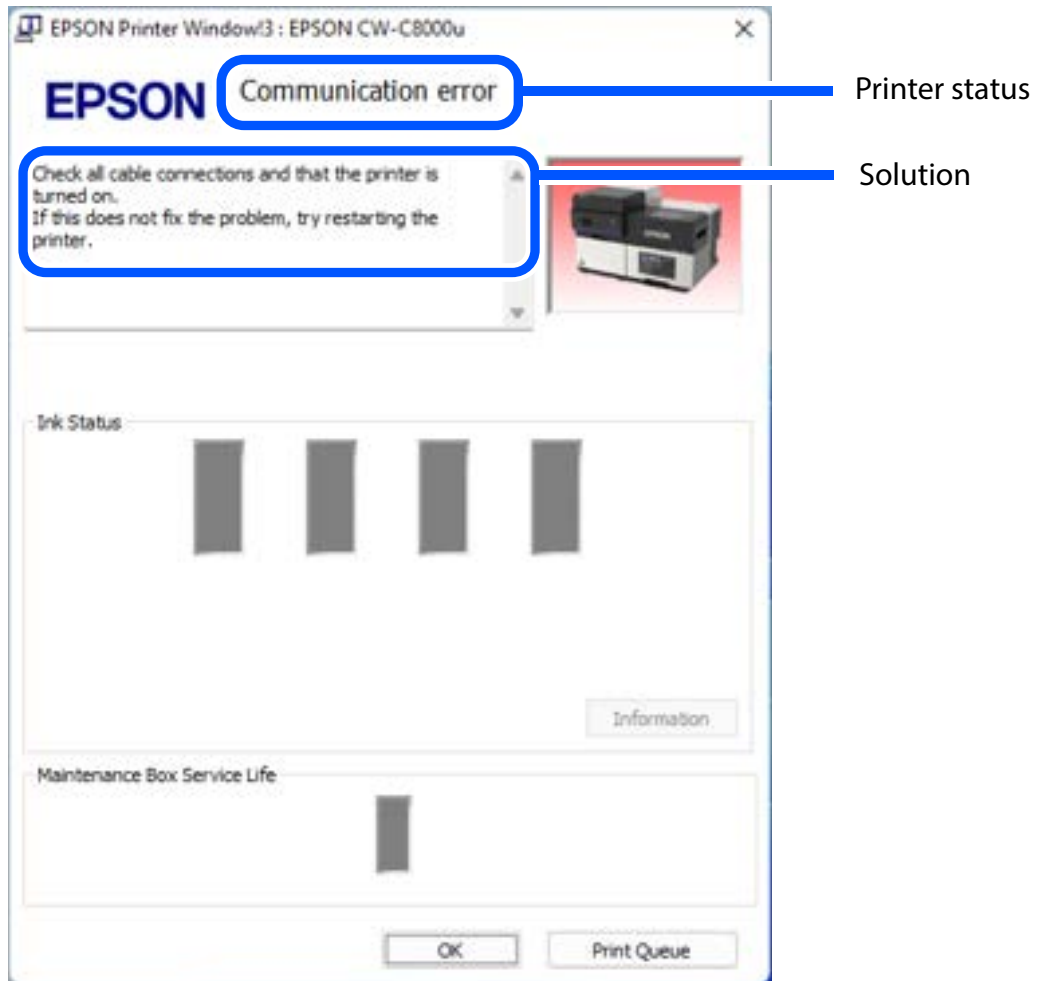 EPSON Printer Window!3 : EPSON CW-C8000u
EPSON
Communication error
Printer status
Check all cable connections and that the printer is
turned on.
If this does not fix the problem, try restarting the
printer.
Solution
Ink Status
Information
Maintenance Box Service Life
OK
Print Queue